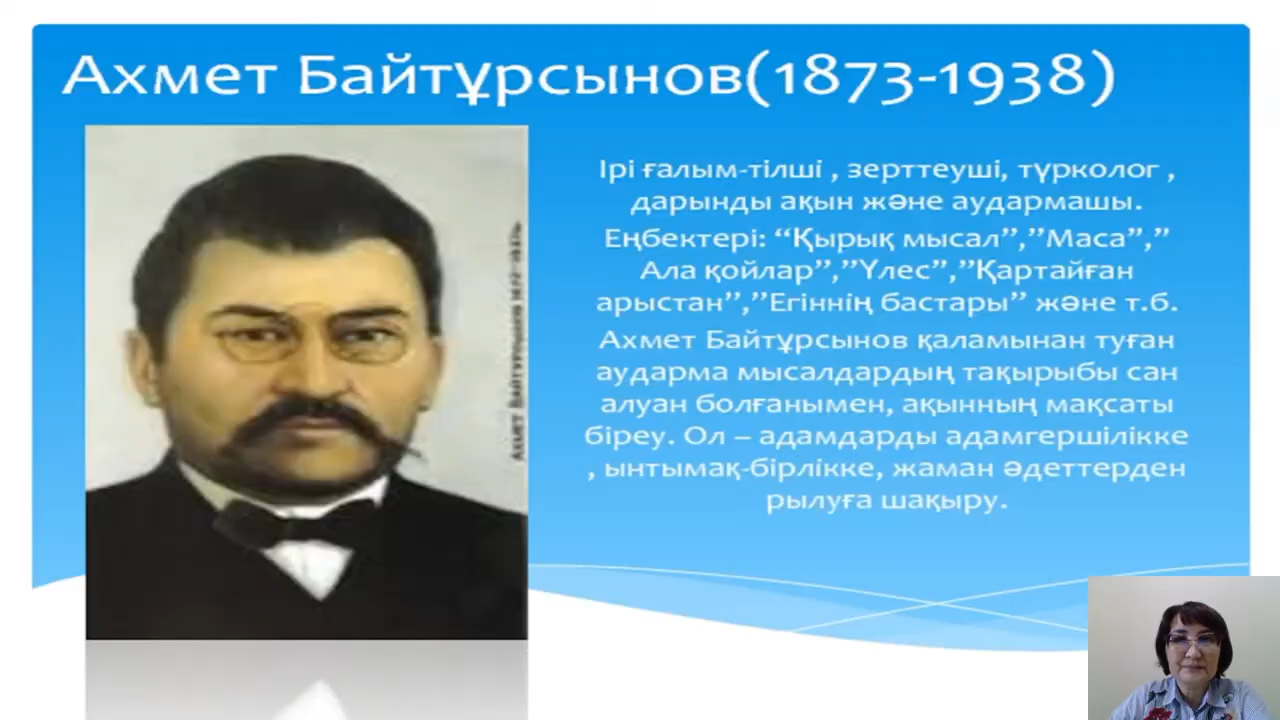 Ахмет Байтұрсынов(1873-1938)
Ірі ғалым-тілші , зерттеуші, түрколог ,
дарынды ақын және аудармашы.
Еңбектері: “Қырық мысал”,”Маса”,”
Ала қойлар”,”Үлес”,”Қартайған
арыстан”,”Егіннің бастары” және т.б.
Ахмет Байтұрсынов қаламынан туған
аударма мысалдардың тақырыбы сан
алуан болғанымен, ақынның мақсаты
біреу. Ол – адамдарды адамгершілікке
, ынтымақ-бірлікке, жаман әдеттерден
рылуға шақыру.
АХМЕТ БАЙТҰРСЫНОВ